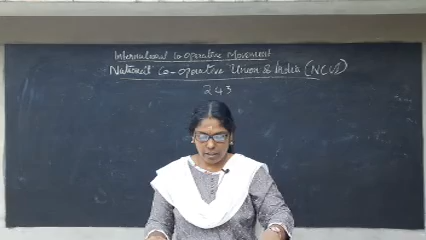 International Co-operative Movement
National Co-operative Union of India (NCUI)
243